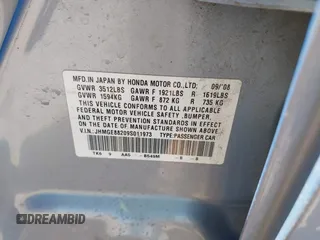 MFD.IN JAPAN BY HONDA MOTOR CO.,LTD. 09/'08
GVWR 3512LBS GAWR F 1921LBS R 1619LBS
GVWR 1594KG GAWR F 872 KG R 735 KG
THIS VEHICLE CONFORMS TO ALL APPLICABLE
FEDERAL MOTOR VEHICLE SAFETY, BUMPER,
AND THEFT PREVENTION STANDARDS IN EFFECT
ON THE DATE OF MANUFACTURE SHOWN ABOVE.
V.I.N.:JHMGE88209S011973 TYPE:PASSENGER CAR
DREAMBID